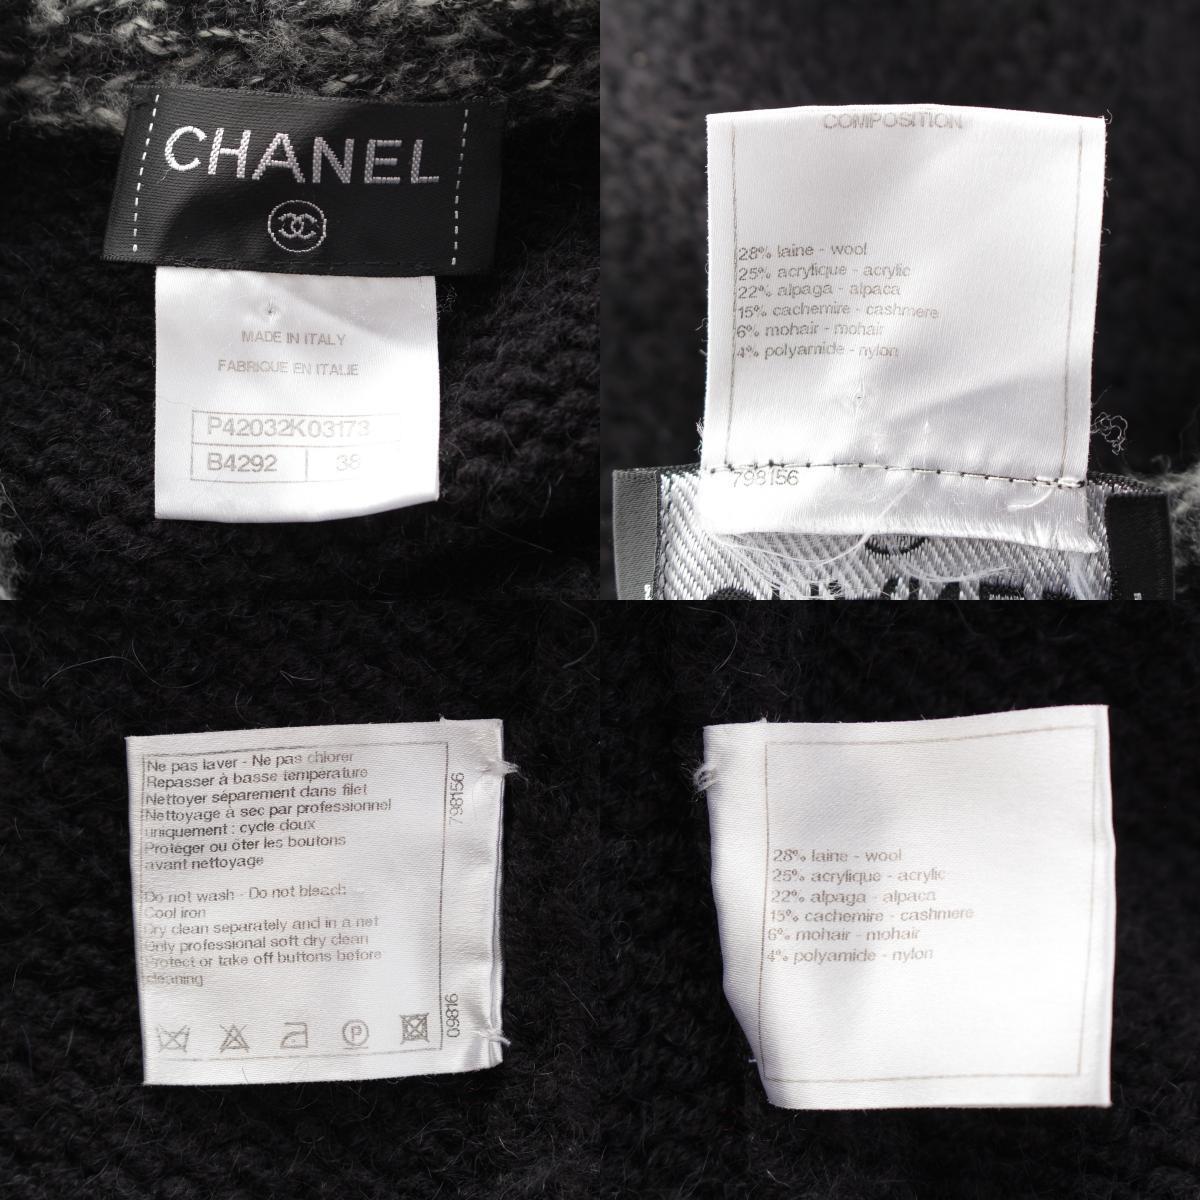 CHANEL
MADE IN ITALY
FABRIQUE EN ITALIE
P42032K03173
B4292 38
COMPOSITION
28% laine - wool
25% acrylique - acrylic
22% alpaga - alpaca
15% cachemire - cashmere
6% mohair - mohair
4% polyamide - nylon
798156
Ne pas laver - Ne pas chlorer
Repasser à basse température
Nettoyer séparement dans filet
Nettoyage à sec par professionnel
uniquement : cycle doux
Protéger ou ôter les boutons
avant nettoyage
Do not wash - Do not bleach
Cool iron
Dry clean separately and in a net
Only professional soft dry clean
Protect or take off buttons before
cleaning
P
798156
09816
28% laine - wool
25% acrylique - acrylic
22% alpaga - alpaca
15% cachemire - cashmere
6% mohair - mohair
4% polyamide - nylon